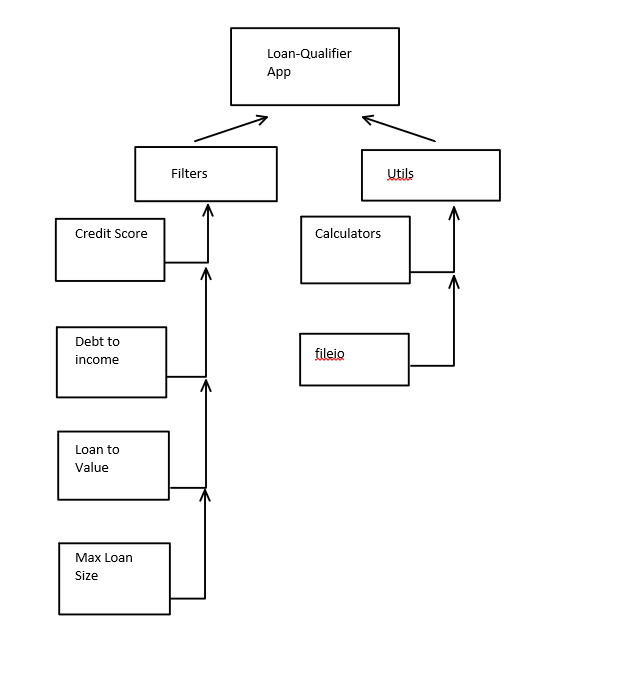 Loan-Qualifier
App
Filters
Utils
Credit Score
Calculators
Debt to
income
fileio
Loan to
Value
Max Loan
Size